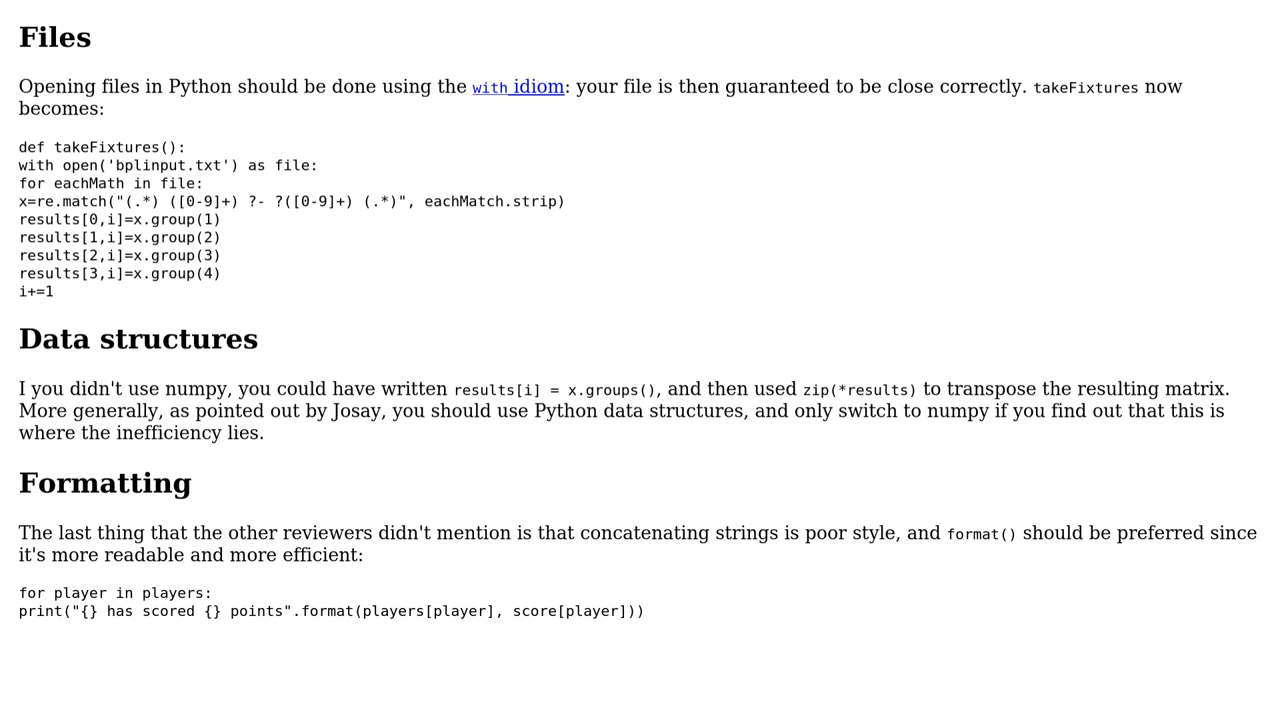 Files
Opening files in Python should be done using the with idiom: your file is then guaranteed to be close correctly. takeFixtures now
becomes:
def takeFixtures():
with open('bplinput.txt') as file:
for eachMath in file:
x=re.match("(.*) ([0-9]+) ?- ?([0-9]+) (.*)", eachMatch.strip)
results[0,i]=x.group(1)
results[1,i]=x.group(2)
results[2,i]=x.group(3)
results[3,i]=x.group(4)
i+=1
Data structures
I you didn't use numpy, you could have written results[i] = x.groups(), and then used zip(*results) to transpose the resulting matrix.
More generally, as pointed out by Josay, you should use Python data structures, and only switch to numpy if you find out that this is
where the inefficiency lies.
Formatting
The last thing that the other reviewers didn't mention is that concatenating strings is poor style, and format() should be preferred since
it's more readable and more efficient:
for player in players:
print("{} has scored {} points".format(players[player], score[player]))